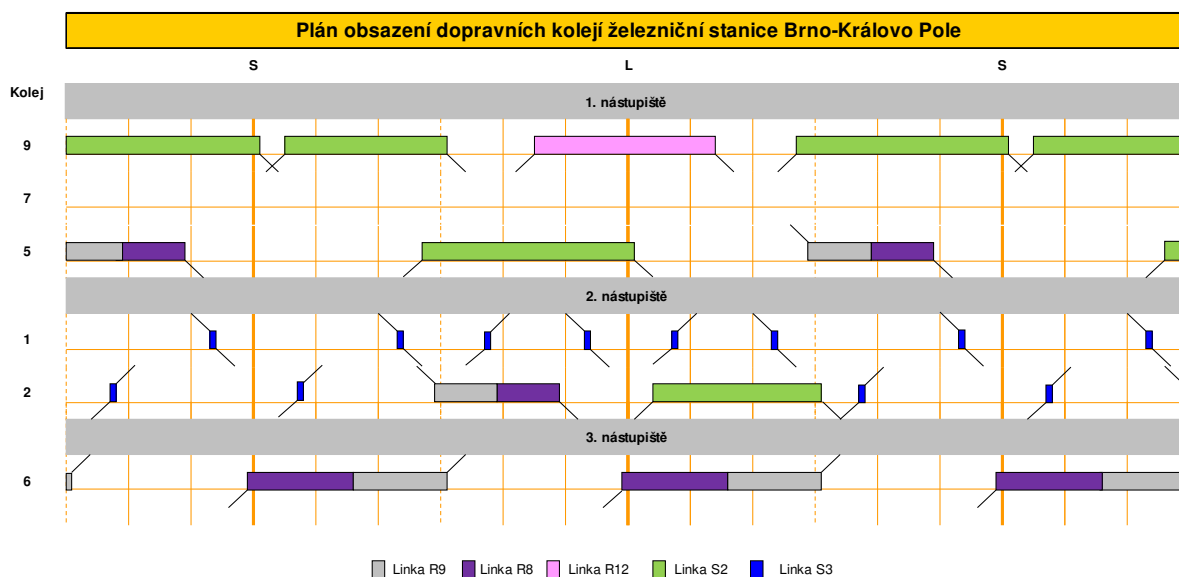 Plán obsazení dopravních kolejí železniční stanice Brno-Královo Pole
S L S
Kolej
1. nástupiště
9
7
5
2. nástupiště
1
2
3. nástupiště
6
Linka R9 Linka R8 Linka R12 Linka S2 Linka S3